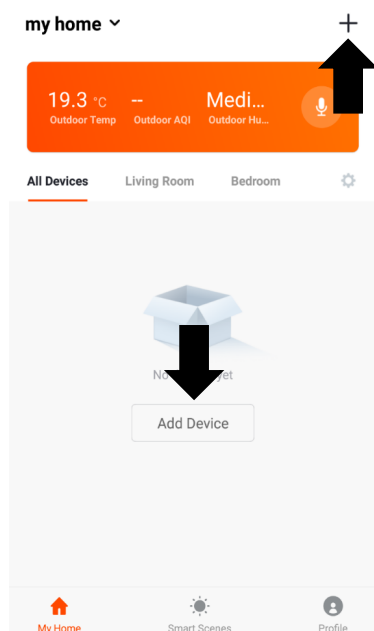 my home
19.3 °C -- Medi...
Outdoor Temp Outdoor AQI Outdoor Hu...
All Devices Living Room Bedroom
No yet
Add Device
My Home Smart Scenes Profile